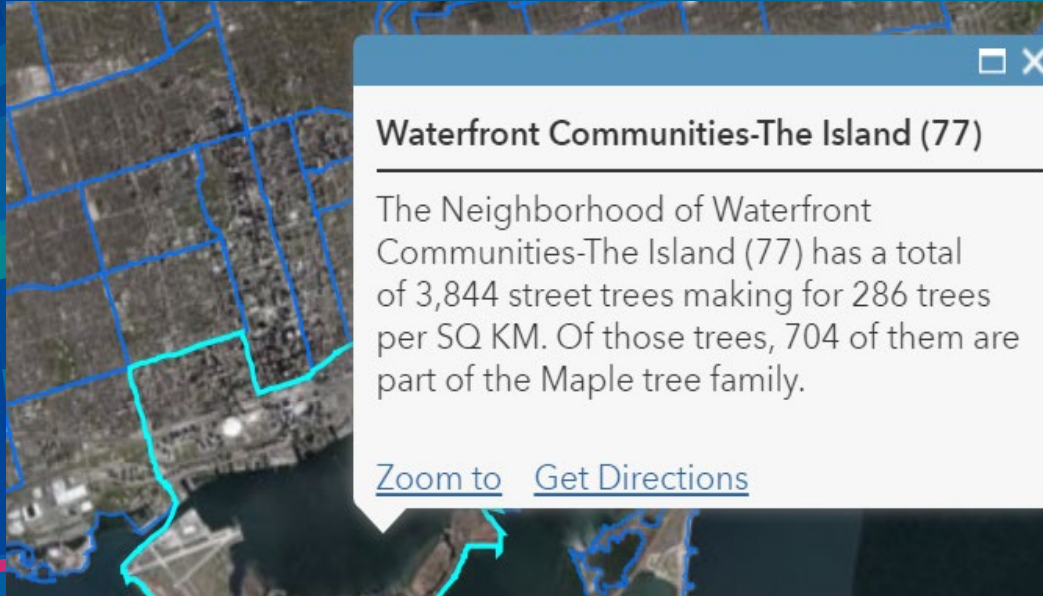 Waterfront Communities-The Island (77)
The Neighborhood of Waterfront
Communities-The Island (77) has a total
of 3,844 street trees making for 286 trees
per SQ KM. Of those trees, 704 of them are
part of the Maple tree family.
Zoom to Get Directions